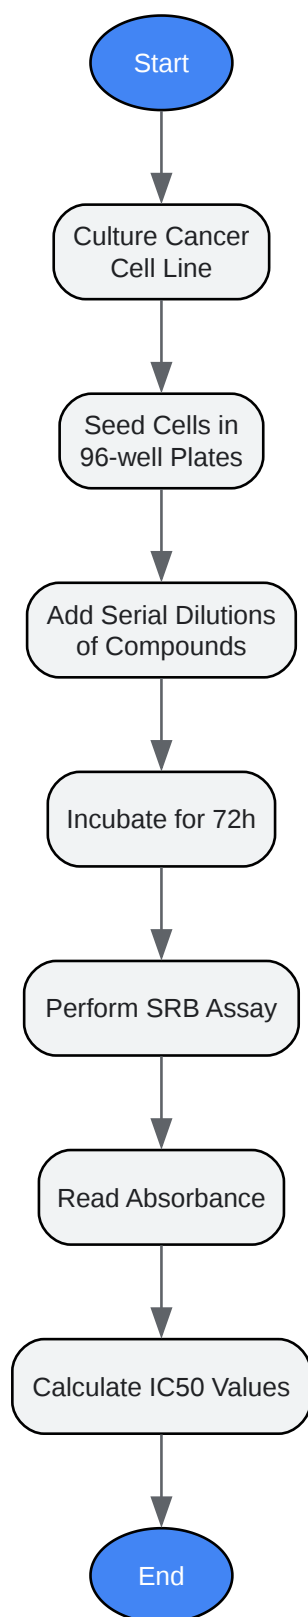 Start
Culture Cancer
Cell Line
Seed Cells in
96-well Plates
Add Serial Dilutions
of Compounds
Incubate for 72h
Perform SRB Assay
Read Absorbance
Calculate IC50 Values
End